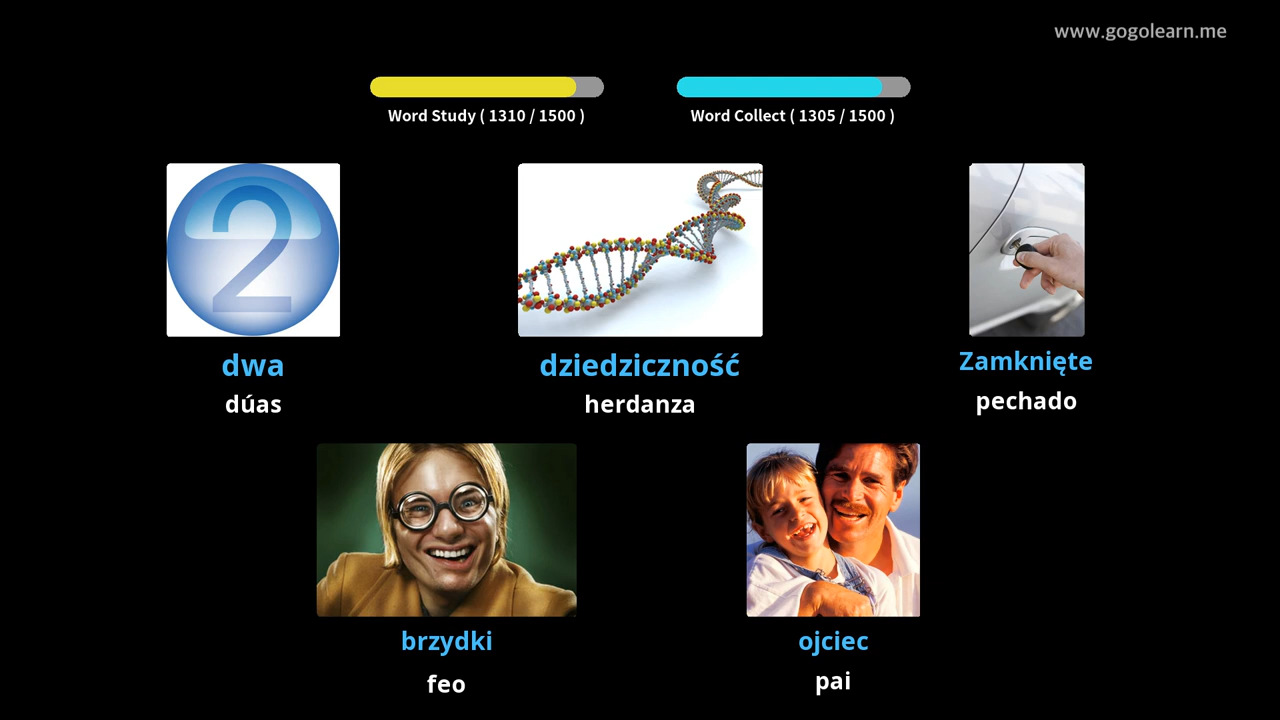 www.gogolearn.me
Word Study ( 1310 / 1500 )
Word Collect ( 1305 / 1500 )
2
dwa
dúas
dziedziczność
herdanza
Zamknięte
pechado
brzydki
feo
ojciec
pai